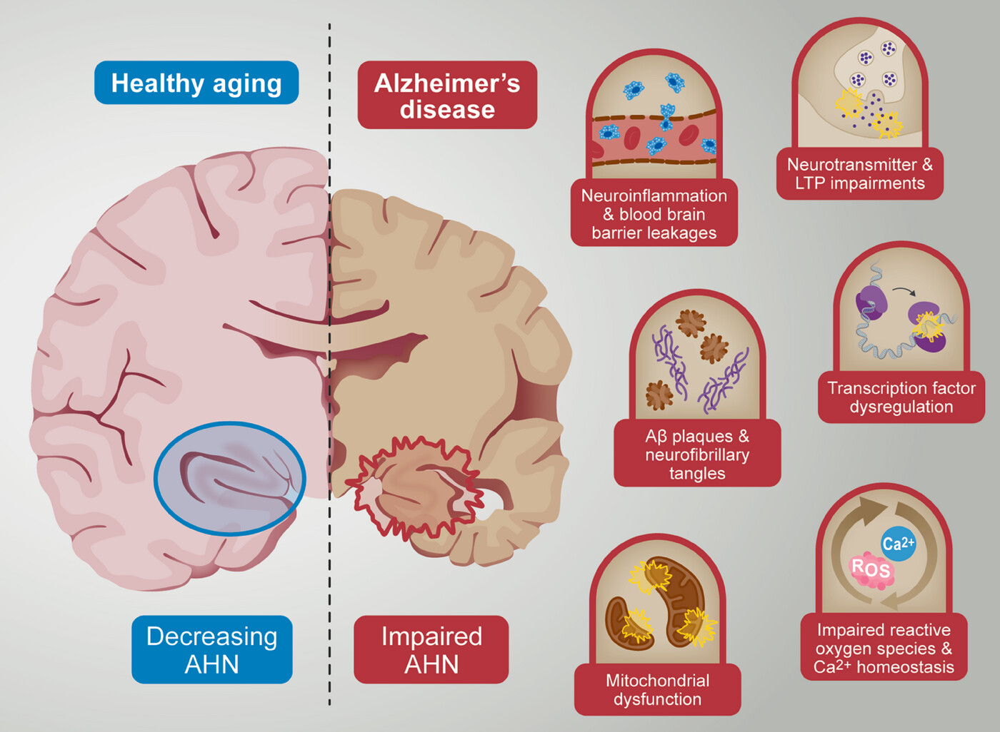 Healthy aging
Alzheimer’s
disease
Decreasing
AHN
Impaired
AHN
Neuroinflammation
& blood brain
barrier leakages
Neurotransmitter &
LTP impairments
Aβ plaques &
neurofibrillary
tangles
Transcription factor
dysregulation
Mitochondrial
dysfunction
Ca²⁺
ROS
Impaired reactive
oxygen species &
Ca²⁺ homeostasis